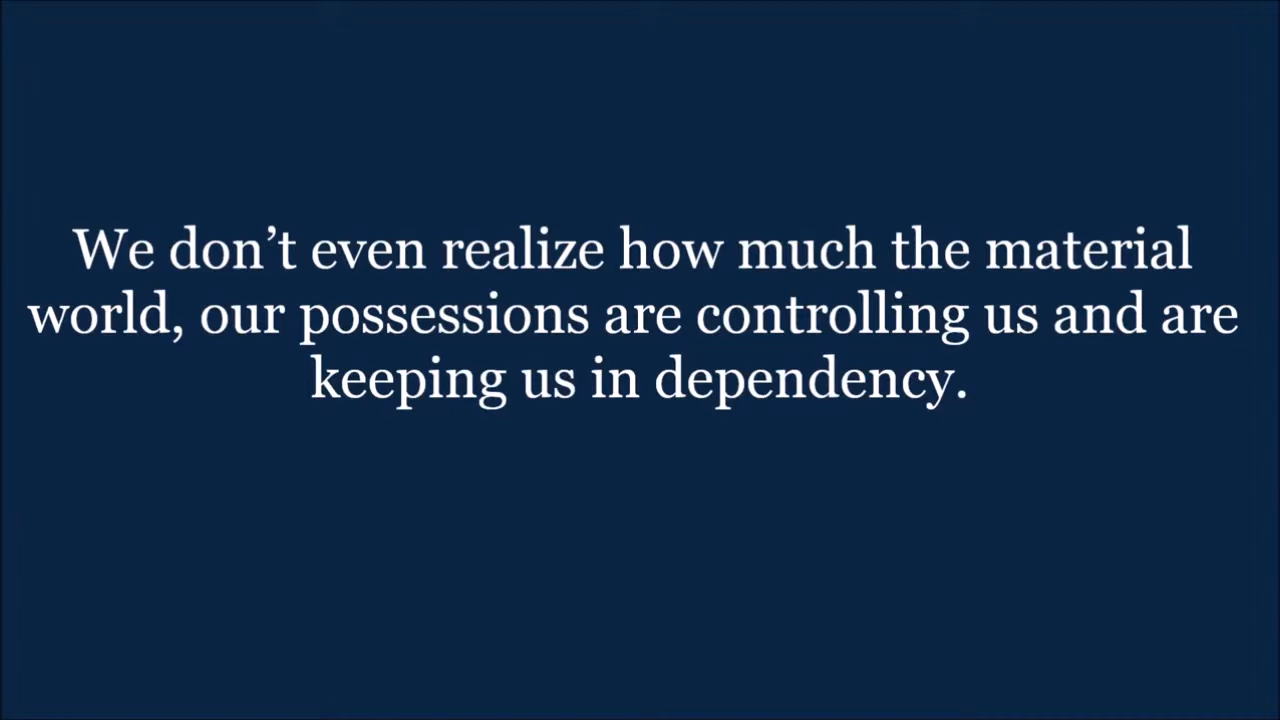 We don’t even realize how much the material
world, our possessions are controlling us and are
keeping us in dependency.